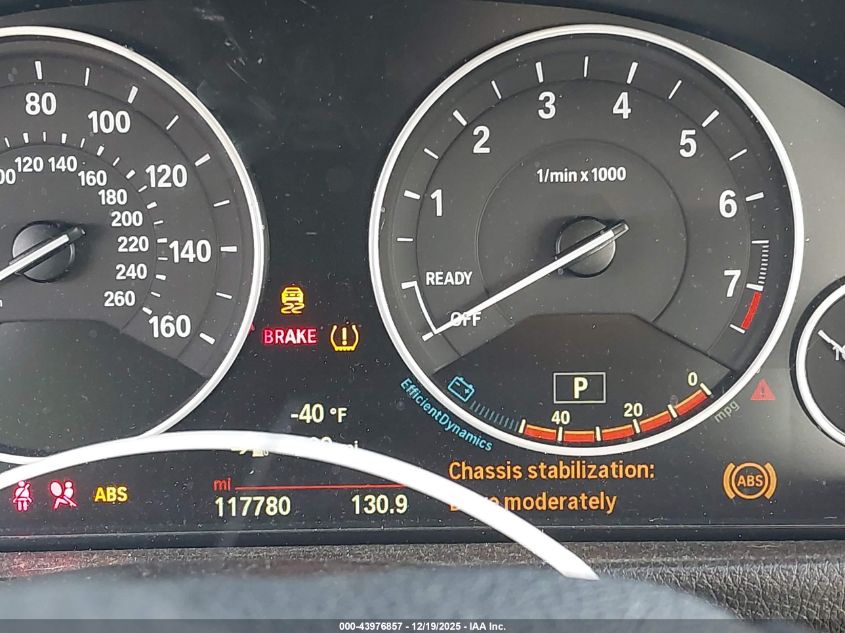 80
100
120
140
160
120 140
160
180
200
220
240
260
1
2
3
4
5
6
7
1/min x 1000
READY
OFF
BRAKE
P
40
20
0
mpg
EfficientDynamics
-40 °F
mi
117780
130.9
ABS
Chassis stabilization:
moderately
ABS
000-43976857 - 12/19/2025 - IAA Inc.